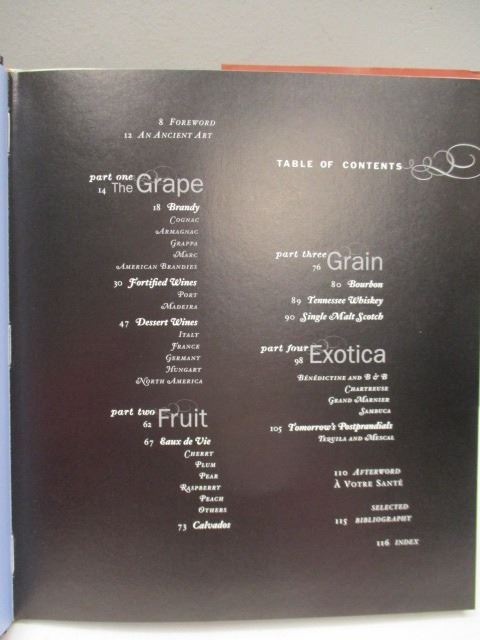 8 Foreword
12 An Ancient Art
TABLE OF CONTENTS
part one
14 The Grape
18 Brandy
Cognac
Armagnac
Grappa
Marc
American Brandies
30 Fortified Wines
Port
Madeira
47 Dessert Wines
Italy
France
Germany
Hungary
North America
part two
62 Fruit
67 Eaux de Vie
Cherry
Plum
Pear
Raspberry
Peach
Others
73 Calvados
part three
76 Grain
80 Bourbon
89 Tennessee Whiskey
90 Single Malt Scotch
part four
98 Exotica
Bénédictine and B & B
Chartreuse
Grand Marnier
Sambuca
105 Tomorrow's Postprandials
Tequila and Mescal
110 Afterword
À Votre Santé
Selected
115 Bibliography
116 Index